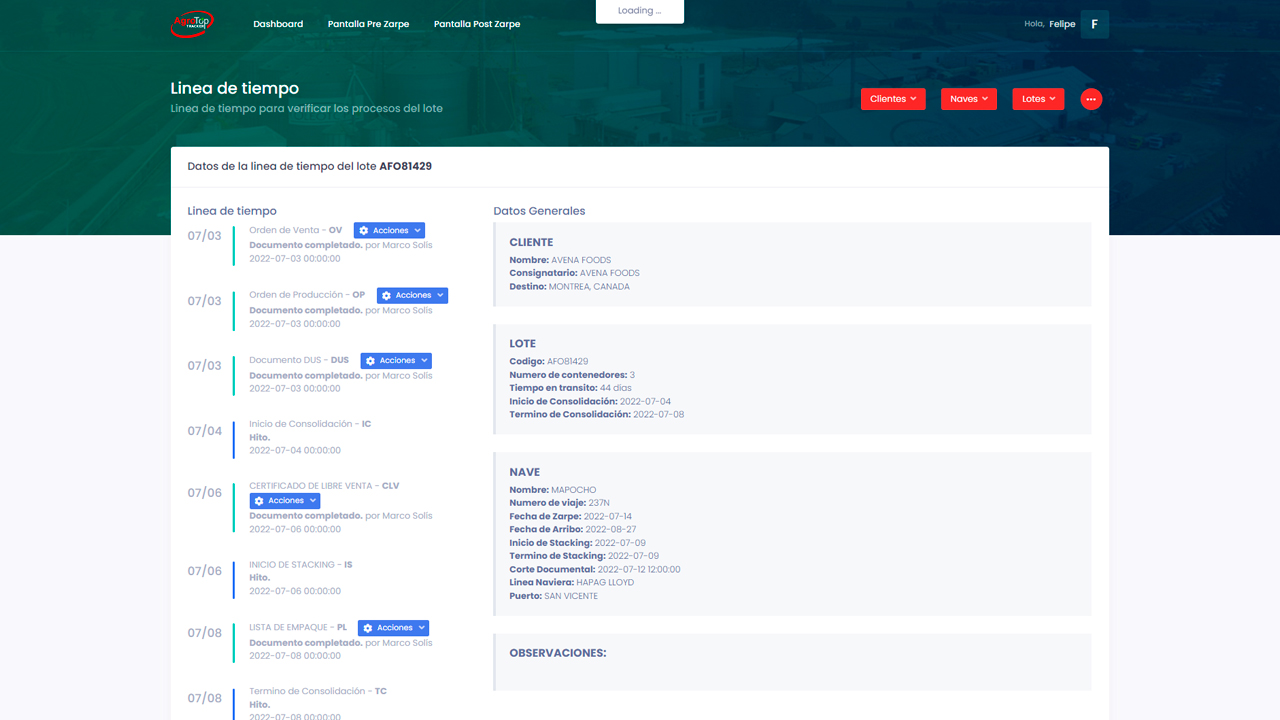 Loading ...
AgroTop
TRACKING
Dashboard
Pantalla Pre Zarpe
Pantalla Post Zarpe
Hola, Felipe
F
Linea de tiempo
Linea de tiempo para verificar los procesos del lote
Clientes
Naves
Lotes
Datos de la linea de tiempo del lote AFO81429
Linea de tiempo
07/03
Orden de Venta - OV
Acciones
Documento completado. por Marco Solís
2022-07-03 00:00:00
07/03
Orden de Producción - OP
Acciones
Documento completado. por Marco Solís
2022-07-03 00:00:00
07/03
Documento DUS - DUS
Acciones
Documento completado. por Marco Solís
2022-07-03 00:00:00
07/04
Inicio de Consolidación - IC
Hito.
2022-07-04 00:00:00
07/06
CERTIFICADO DE LIBRE VENTA - CLV
Acciones
Documento completado. por Marco Solís
2022-07-06 00:00:00
07/06
INICIO DE STACKING - IS
Hito.
2022-07-06 00:00:00
07/08
LISTA DE EMPAQUE - PL
Acciones
Documento completado. por Marco Solís
2022-07-08 00:00:00
07/08
Termino de Consolidación - TC
Hito.
2022-07-08 00:00:00
Datos Generales
CLIENTE
Nombre: AVENA FOODS
Consignatario: AVENA FOODS
Destino: MONTREA, CANADA
LOTE
Codigo: AFO81429
Numero de contenedores: 3
Tiempo en transito: 44 dias
Inicio de Consolidación: 2022-07-04
Termino de Consolidación: 2022-07-08
NAVE
Nombre: MAPOCHO
Numero de viaje: 237N
Fecha de Zarpe: 2022-07-14
Fecha de Arribo: 2022-08-27
Inicio de Stacking: 2022-07-09
Termino de Stacking: 2022-07-09
Corte Documental: 2022-07-12 12:00:00
Linea Naviera: HAPAG LLOYD
Puerto: SAN VICENTE
OBSERVACIONES: